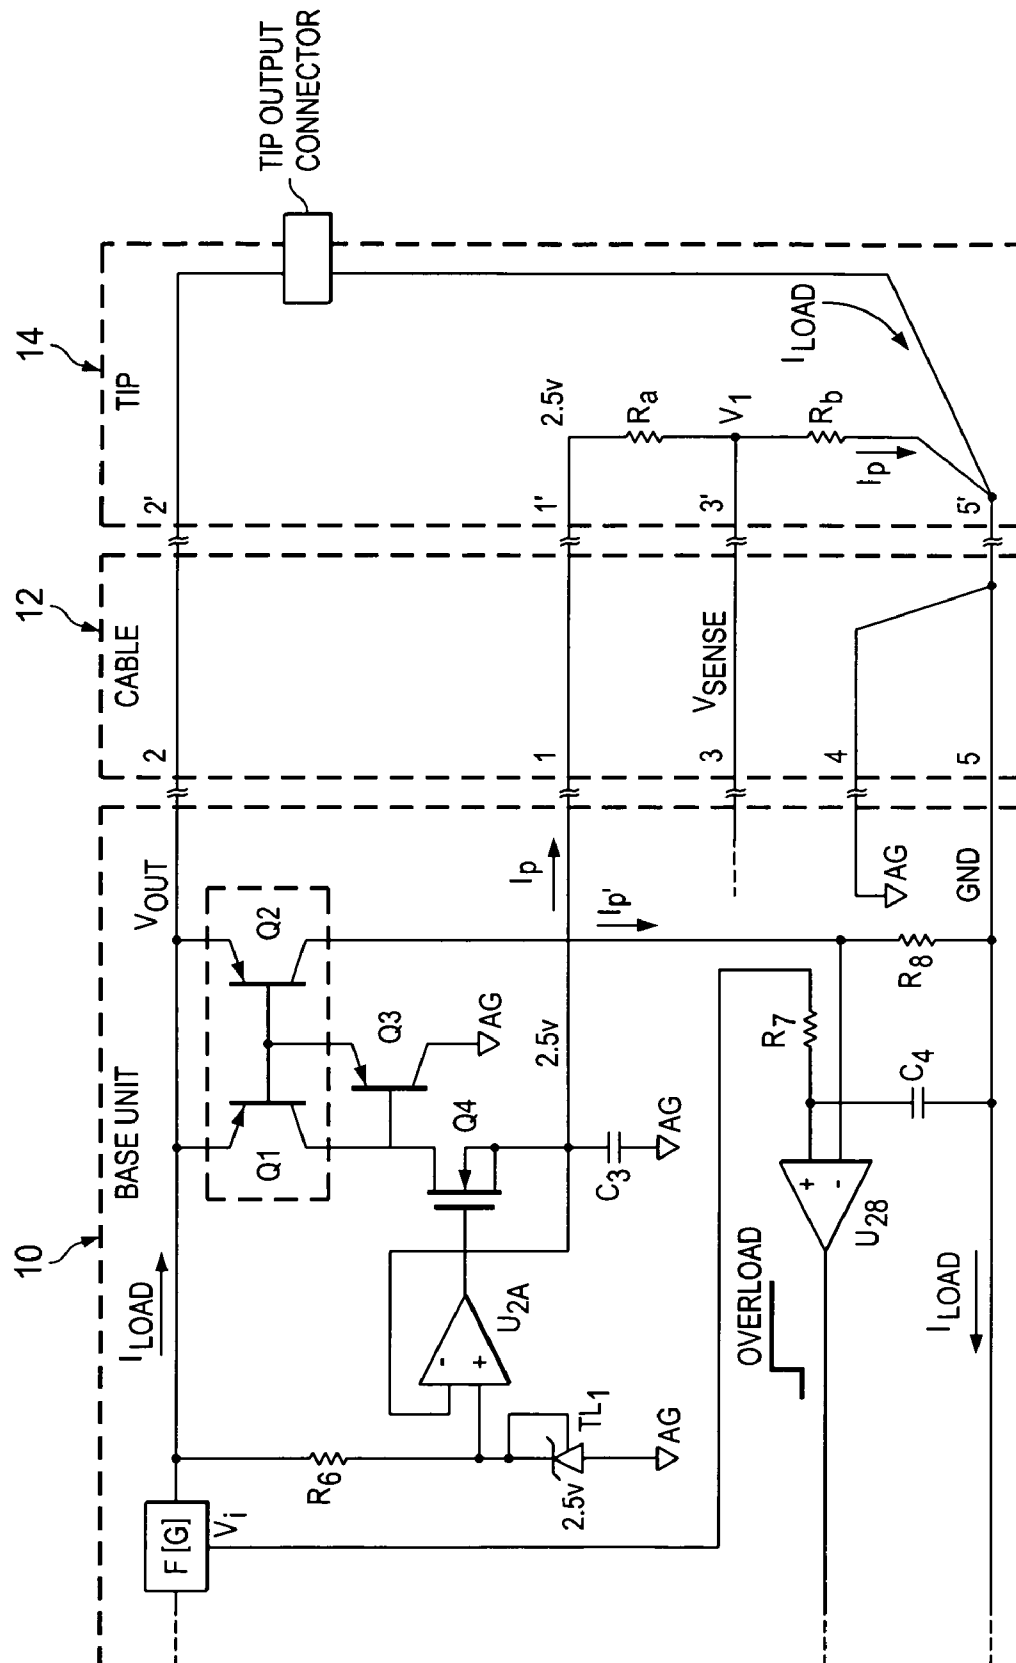 10
12
14
BASE UNIT
CABLE
TIP
TIP OUTPUT
CONNECTOR
F [G]
Vi
ILOAD
VOUT
2
2'
Q1
Q2
Q3
AG
Q4
R6
U2A
-
+
TL1
2.5v
AG
C3
AG
2.5v
Ip
1
1'
2.5v
Ra
V1
Rb
Ip
ILOAD
Ip'
3
VSENSE
3'
4
AG
R7
R8
C4
+
-
U28
OVERLOAD
ILOAD
GND
5
5'